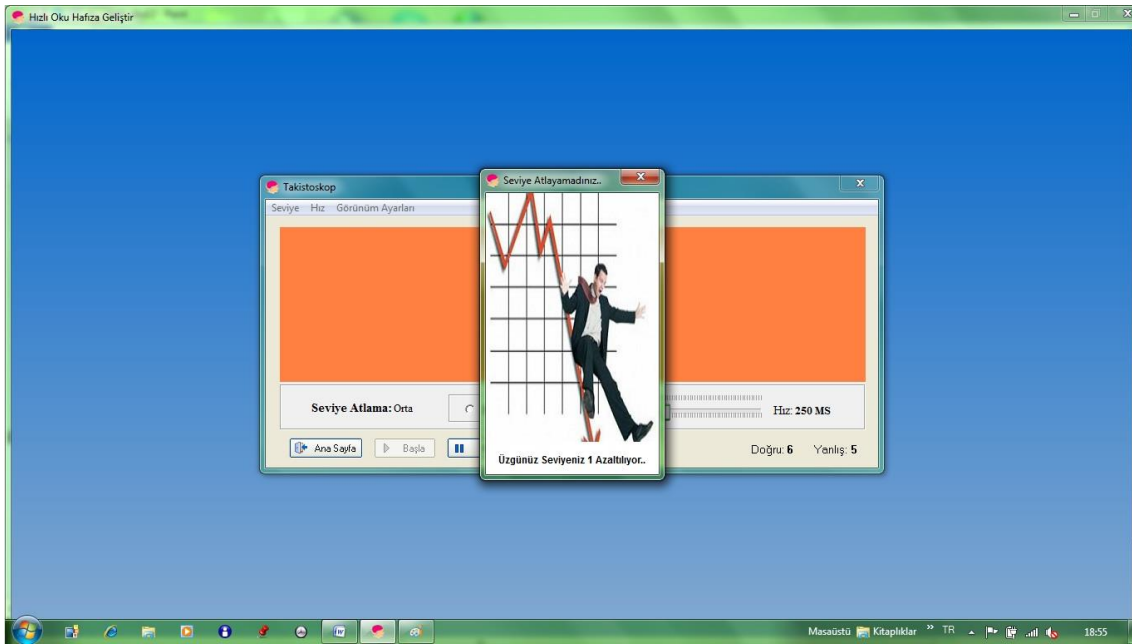 Hızlı Oku Hafıza Geliştir
Takistoskop
Seviye Hız Görünüm Ayarları
Seviye Atlayamadınız..
Seviye Atlama: Orta
Hız: 250 MS
Ana Sayfa
Başla
Doğru: 6 Yanlış: 5
Üzgünüz Seviyeniz 1 Azaltılıyor..
Masaüstü Kitaplıklar » TR 18:55